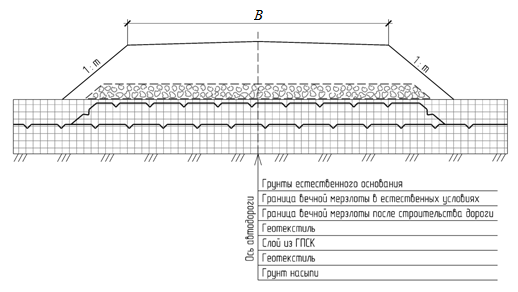 B
1: m
1: m
Ось автодороги
Грунты естественного основания
Граница вечной мерзлоты в естественных условиях
Граница вечной мерзлоты после строительства дороги
Геотекстиль
Слой из ГПСК
Геотекстиль
Грунт насыпи